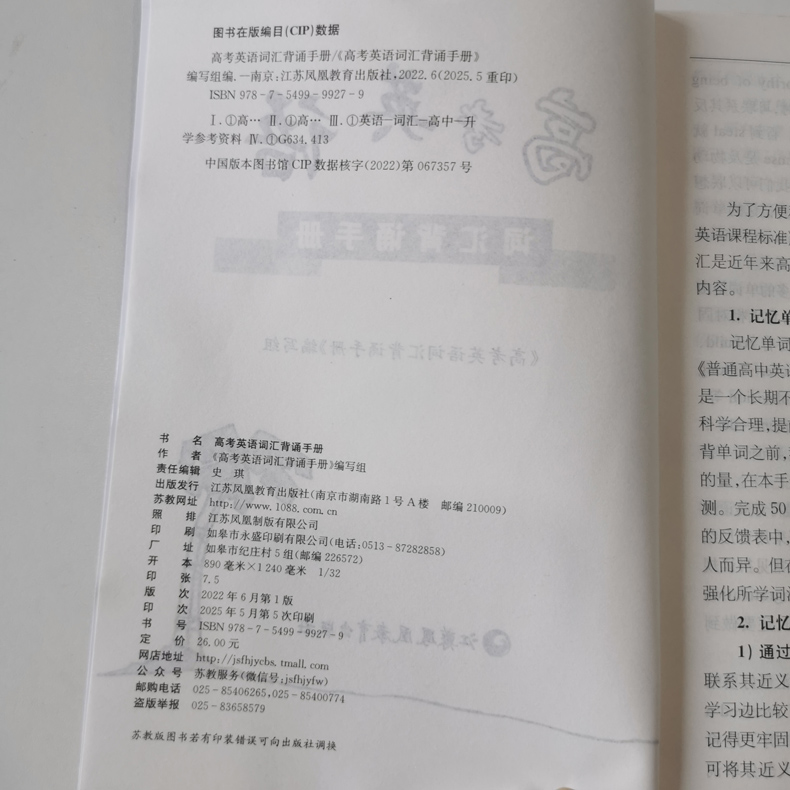 图书在版编目(CIP)数据
高考英语词汇背诵手册/《高考英语词汇背诵手册》
编写组编.—南京:江苏凤凰教育出版社,2022.6(2025.5重印)
ISBN 978-7-5499-9927-9
Ⅰ.①高… Ⅱ.①高… Ⅲ.①英语-词汇-高中-升
学参考资料 Ⅳ.①G634.413
中国版本图书馆CIP数据核字(2022)第067357号
书 名 高考英语词汇背诵手册
作 者 《高考英语词汇背诵手册》编写组
责任编辑 史 琪
出版发行 江苏凤凰教育出版社(南京市湖南路1号A楼 邮编210009)
苏教网址 http://www.1088.com.cn
照 排 江苏凤凰制版有限公司
印 刷 如皋市永盛印刷有限公司(电话:0513-87282858)
厂 址 如皋市纪庄村5组(邮编226572)
开 本 890毫米×1240毫米 1/32
印 张 7.5
版 次 2022年6月第1版
印 次 2025年5月第5次印刷
书 号 ISBN 978-7-5499-9927-9
定 价 26.00元
网店地址 http://jsfhjycbs.tmall.com
公 众 号 苏教服务(微信号:jsfhjyfw)
邮购电话 025-85406265,025-85400774
盗版举报 025-83658579
苏教版图书若有印装错误可向出版社调换
为了方便
英语课程标准
汇是近年来高
内容。
1. 记忆单
记忆单词
《普通高中英
是一个长期不
科学合理,提
背单词之前,
的量,在本手
测。完成50
的反馈表中,
人而异。但在
强化所学词
2. 记忆
1) 通过
联系其近义
学习边比较
记得更牢固
可将其近义